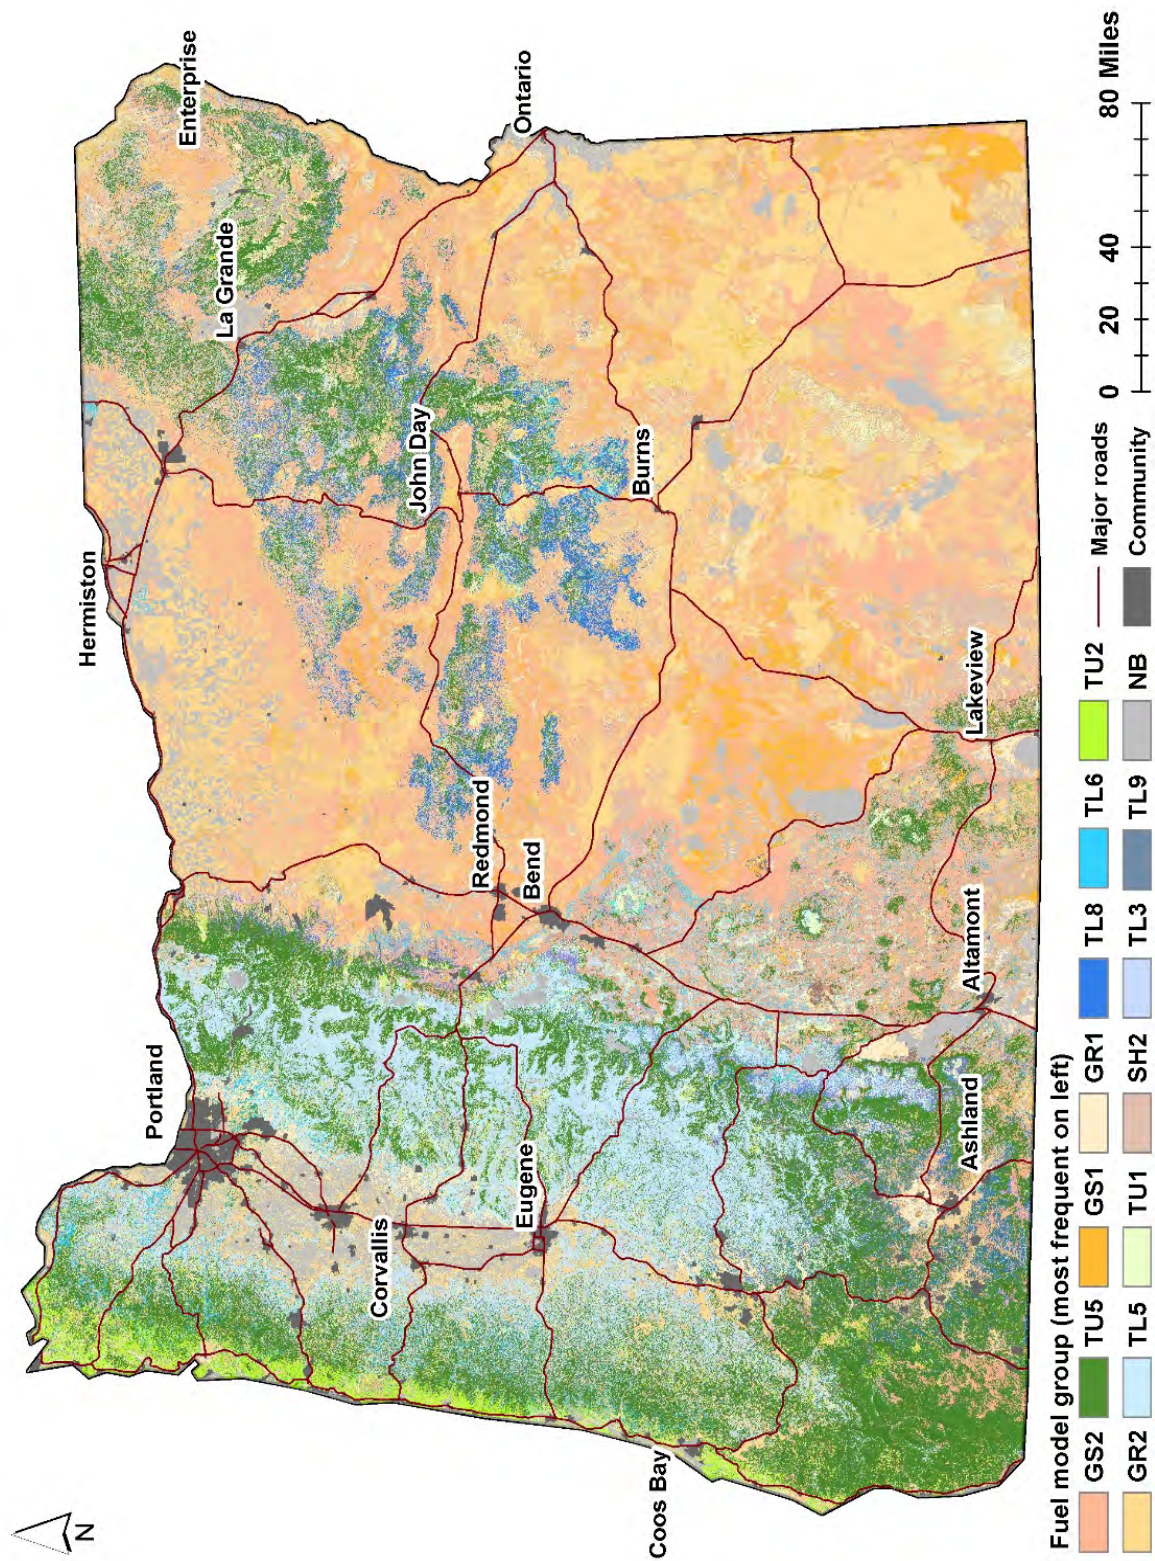 N
Hermiston
Enterprise
Portland
La Grande
John Day
Redmond
Corvallis
Bend
Ontario
Eugene
Burns
Coos Bay
Ashland
Altamont
Lakeview
Fuel model group (most frequent on left)
GS2 TU5 GS1 GR1 TL8 TL6 TU2 Major roads
GR2 TL5 TU1 SH2 TL3 TL9 NB Community
0 20 40 80 Miles